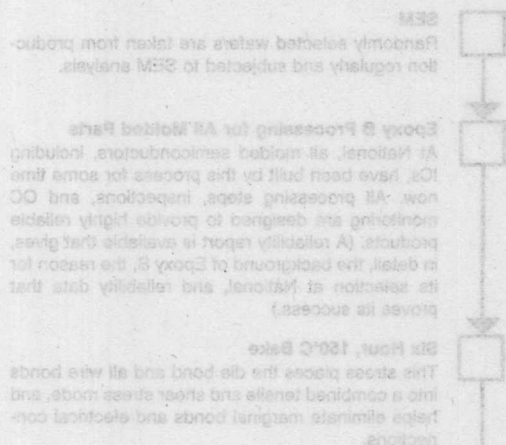 SEM
Randomly selected wafers are taken from produc-
tion regularly and subjected to SEM analysis.
Epoxy B Processing for All Molded Parts
At National, all molded semiconductors, including
ICs, have been built by this process for some time
now. All processing steps, inspections, and QC
monitoring are designed to provide highly reliable
products. (A reliability report is available that gives,
in detail, the background of Epoxy B, the reason for
its selection at National, and reliability data that
proves its success.)
Six Hour, 150°C Bake
This stress places the die bond and all wire bonds
into a combined tensile and shear stress mode, and
helps eliminate marginal bonds and electrical con-
nections.